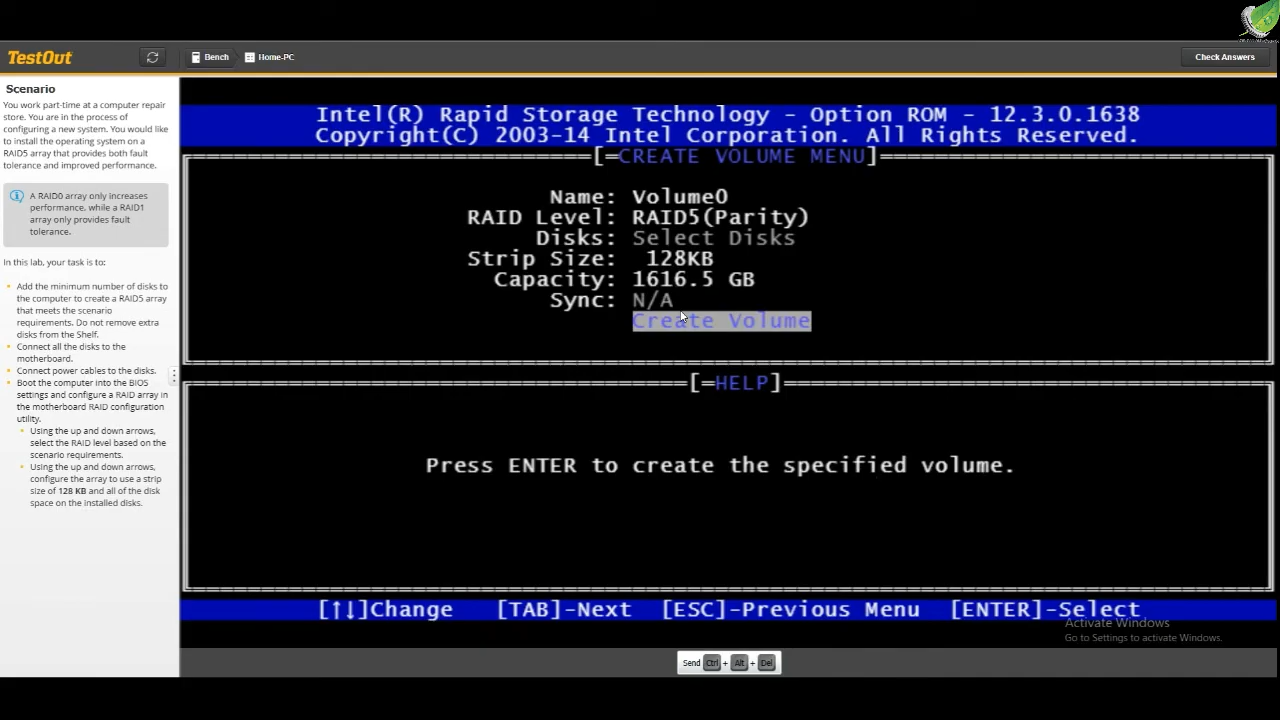 TestOut
Bench
Home-PC
Check Answers
Scenario
You work part-time at a computer repair
store. You are in the process of
configuring a new system. You would like
to install the operating system on a
RAID5 array that provides both fault
tolerance and improved performance.
A RAID0 array only increases
performance, while a RAID1
array only provides fault
tolerance.
In this lab, your task is to:
Add the minimum number of disks to
the computer to create a RAID5 array
that meets the scenario
requirements. Do not remove extra
disks from the Shelf.
Connect all the disks to the
motherboard.
Connect power cables to the disks.
Boot the computer into the BIOS
settings and configure a RAID array in
the motherboard RAID configuration
utility.
Using the up and down arrows,
select the RAID level based on the
scenario requirements.
Using the up and down arrows,
configure the array to use a strip
size of 128 KB and all of the disk
space on the installed disks.
Intel(R) Rapid Storage Technology - Option ROM - 12.3.0.1638
Copyright(C) 2003-14 Intel Corporation. All Rights Reserved.
[=CREATE VOLUME MENU]
Name: Volume0
RAID Level: RAID5(Parity)
Disks: Select Disks
Strip Size: 128KB
Capacity: 1616.5 GB
Sync: N/A
Create Volume
[=HELP]
Press ENTER to create the specified volume.
[↑↓]Change [TAB]-Next [ESC]-Previous Menu [ENTER]-Select
Activate Windows
Go to Settings to activate Windows.
Send Ctrl + Alt + Del